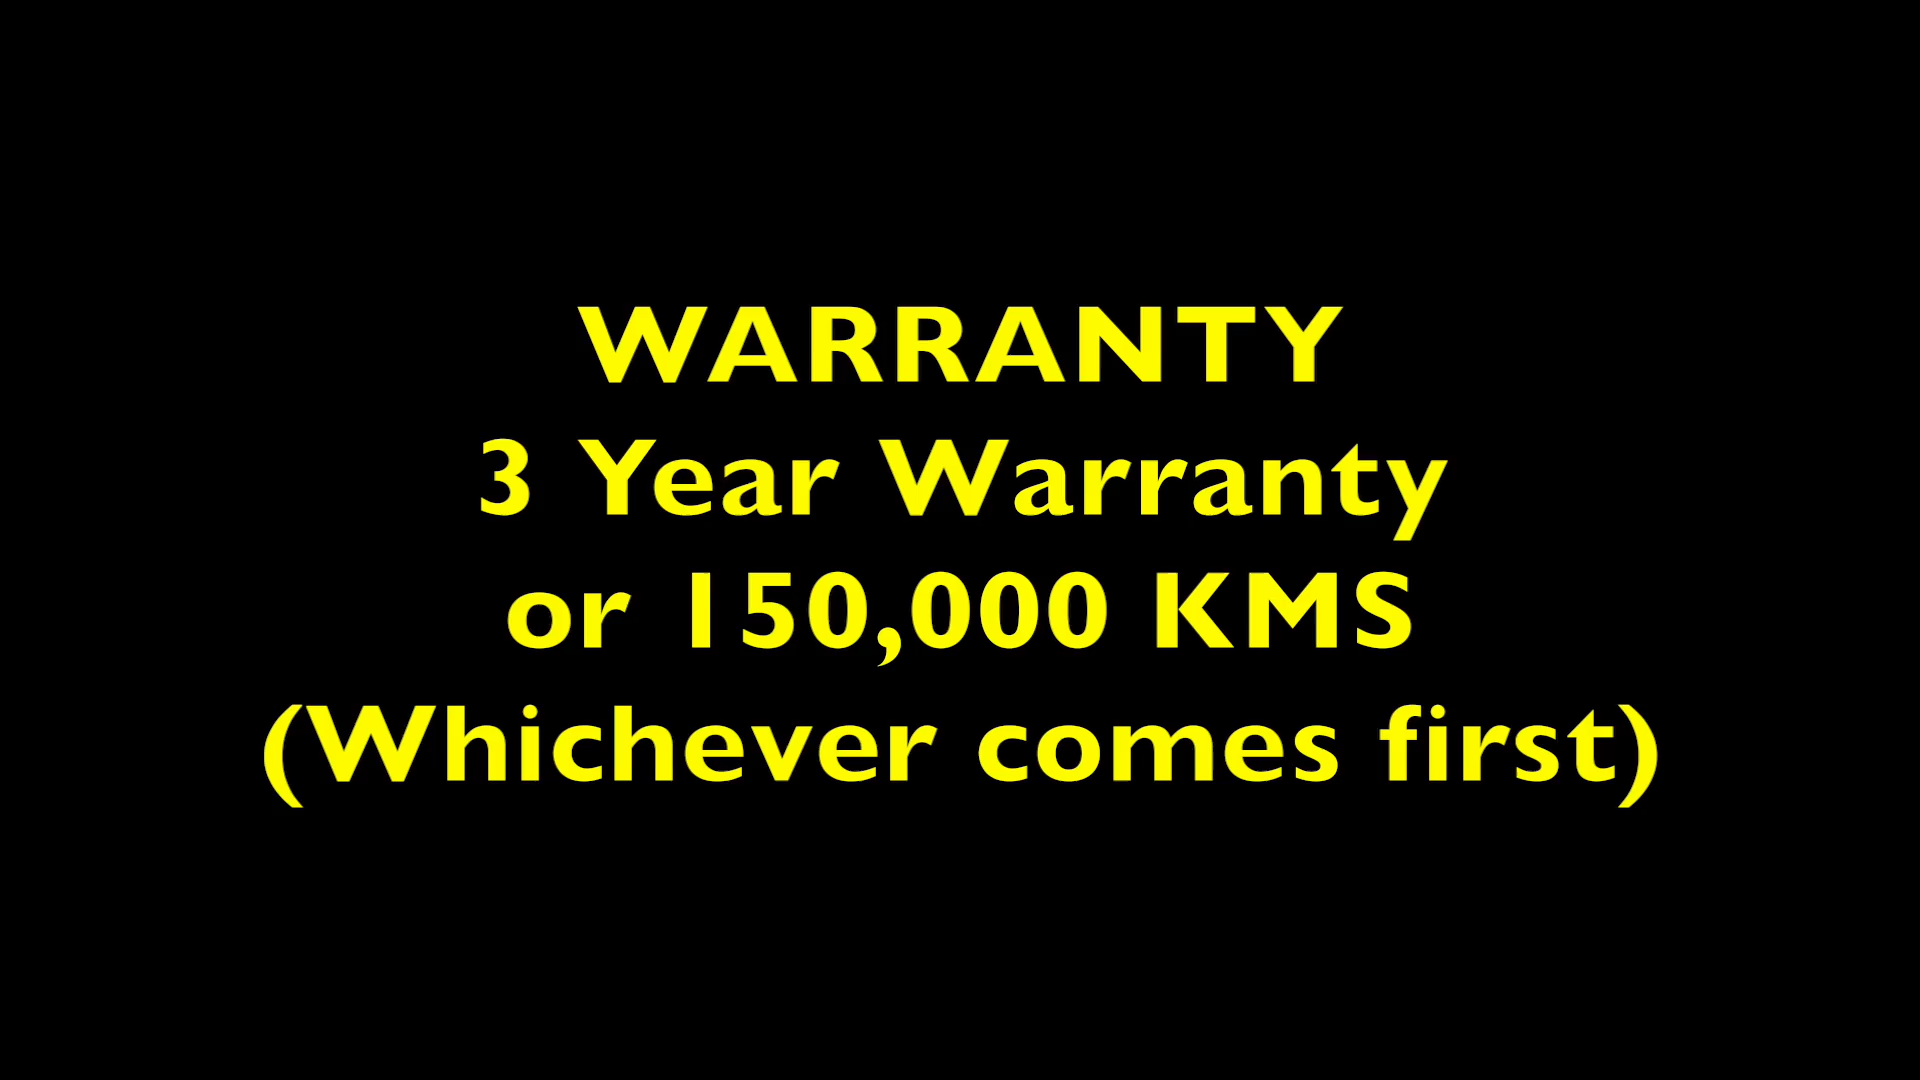 WARRANTY
3 Year Warranty
or 150,000 KMS
(Whichever comes first)